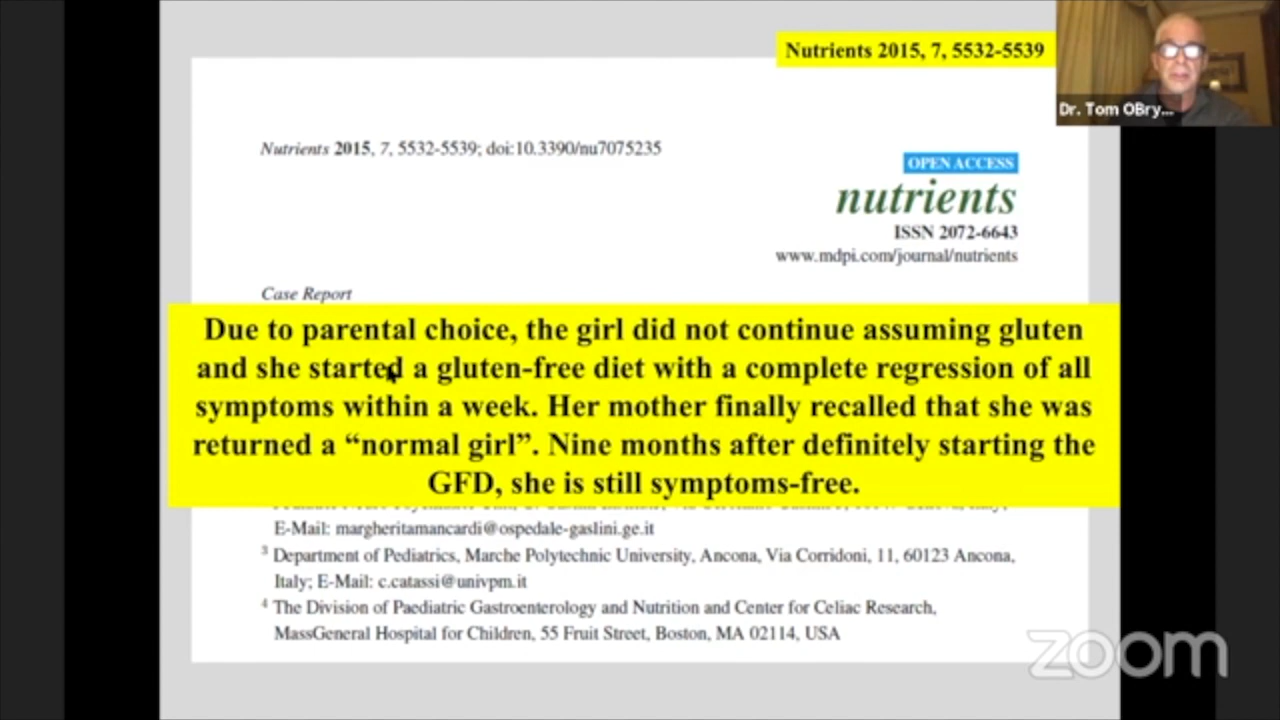 Nutrients 2015, 7, 5532-5539
Dr. Tom OBry...
Nutrients 2015, 7, 5532-5539; doi:10.3390/nu7075235
OPEN ACCESS
nutrients
ISSN 2072-6643
www.mdpi.com/journal/nutrients
Case Report
Due to parental choice, the girl did not continue assuming gluten
and she started a gluten-free diet with a complete regression of all
symptoms within a week. Her mother finally recalled that she was
returned a “normal girl”. Nine months after definitely starting the
GFD, she is still symptoms-free.
E-Mail: margheritamancardi@ospedale-gaslini.ge.it
3 Department of Pediatrics, Marche Polytechnic University, Ancona, Via Corridoni, 11, 60123 Ancona,
Italy; E-Mail: c.catassi@univpm.it
4 The Division of Paediatric Gastroenterology and Nutrition and Center for Celiac Research,
MassGeneral Hospital for Children, 55 Fruit Street, Boston, MA 02114, USA
zoom